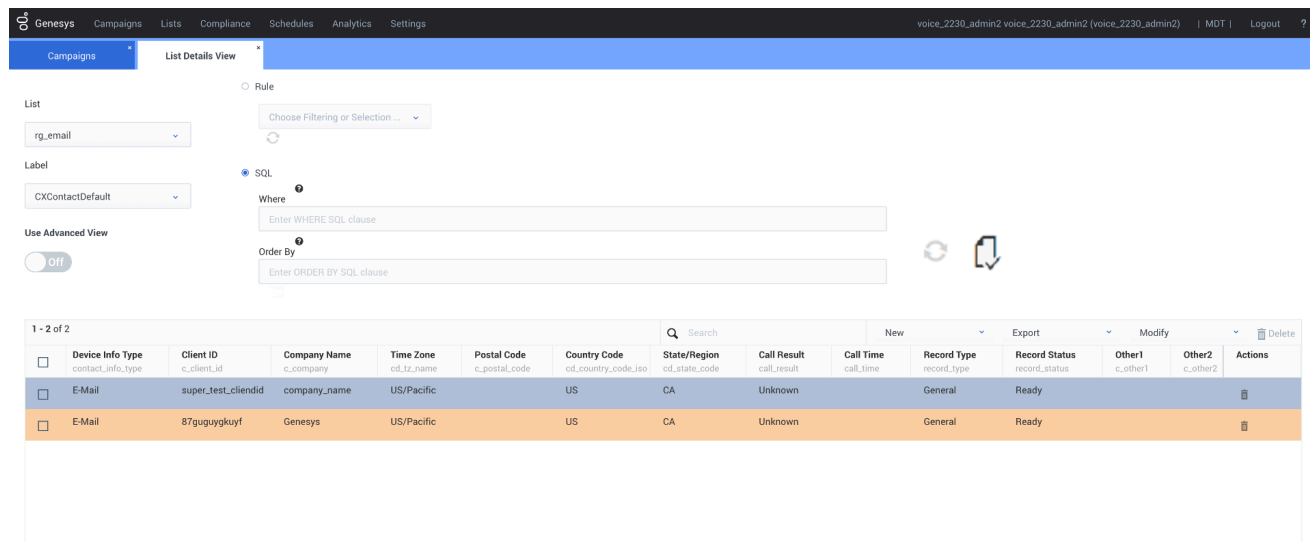 Genesys Campaigns Lists Compliance Schedules Analytics Settings voice_2230_admin2 voice_2230_admin2 (voice_2230_admin2) | MDT | Logout ?
Campaigns × List Details View ×
Rule
List
Choose Filtering or Selection ...
rg_email
Label
SQL
CXContactDefault
Where ?
Enter WHERE SQL clause
Use Advanced View
Order By ?
Off
Enter ORDER BY SQL clause
1 - 2 of 2 Search New Export Modify Delete
Device Info Type Client ID Company Name Time Zone Postal Code Country Code State/Region Call Result Call Time Record Type Record Status Other1 Other2 Actions
contact_info_type c_client_id c_company cd_tz_name c_postal_code cd_country_code_iso cd_state_code call_result call_time record_type record_status c_other1 c_other2
E-Mail super_test_cliendid company_name US/Pacific US CA Unknown General Ready
E-Mail 87guguygkuyf Genesys US/Pacific US CA Unknown General Ready